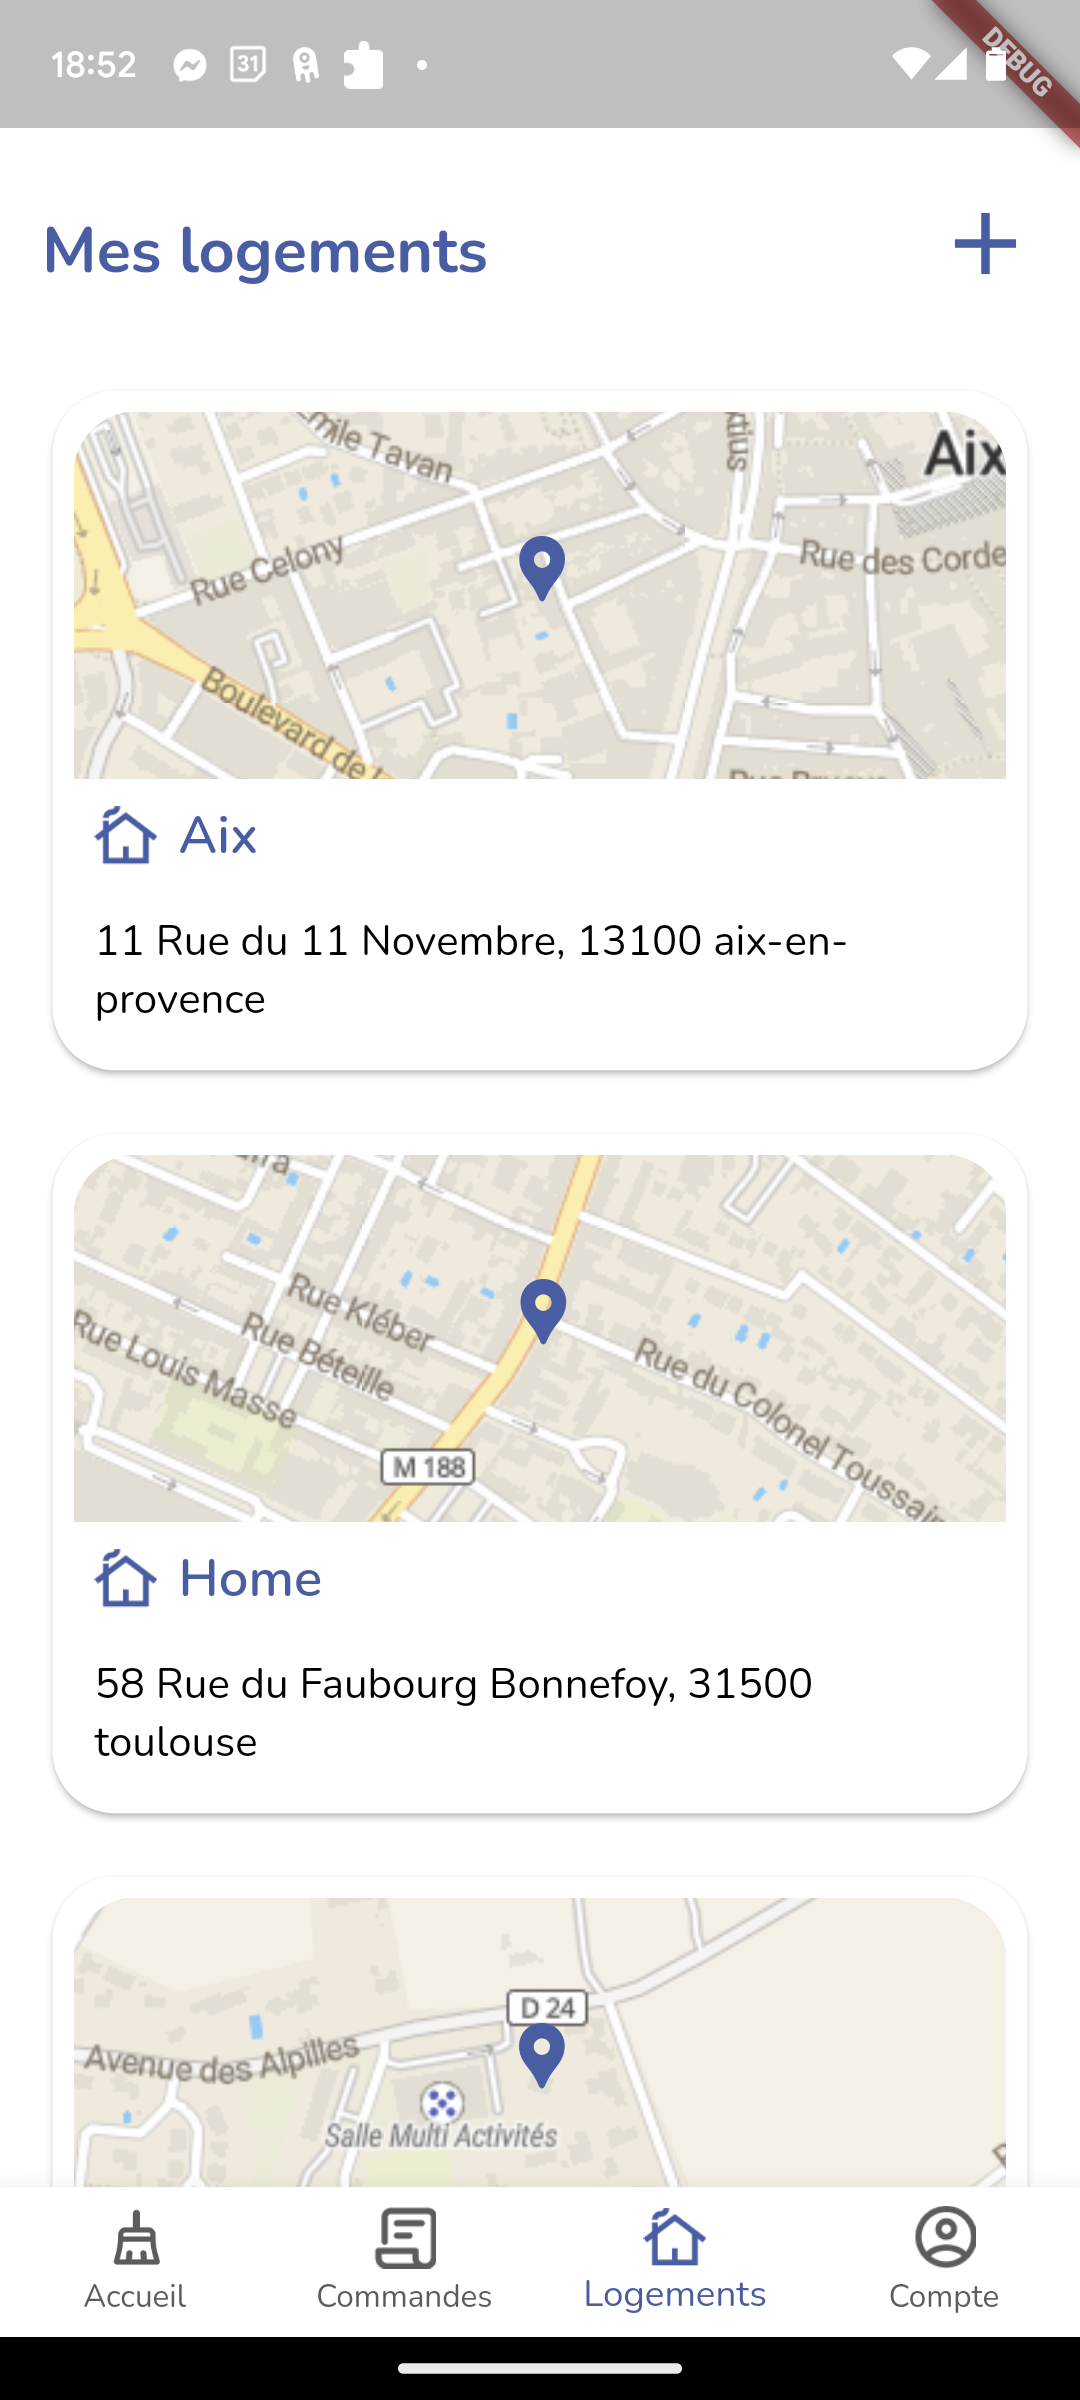 18:52
31
DEBUG
Mes logements
Tavan
Aix
Rue Celony
Rue des Corde
Boulevard de
Aix
11 Rue du 11 Novembre, 13100 aix-en-
provence
Rue Kléber
Rue Béteille
Rue Louis Masse
Rue du Colonel Toussain
M 188
Home
58 Rue du Faubourg Bonnefoy, 31500
toulouse
D 24
Avenue des Alpilles
Salle Multi Activités
Accueil
Commandes
Logements
Compte